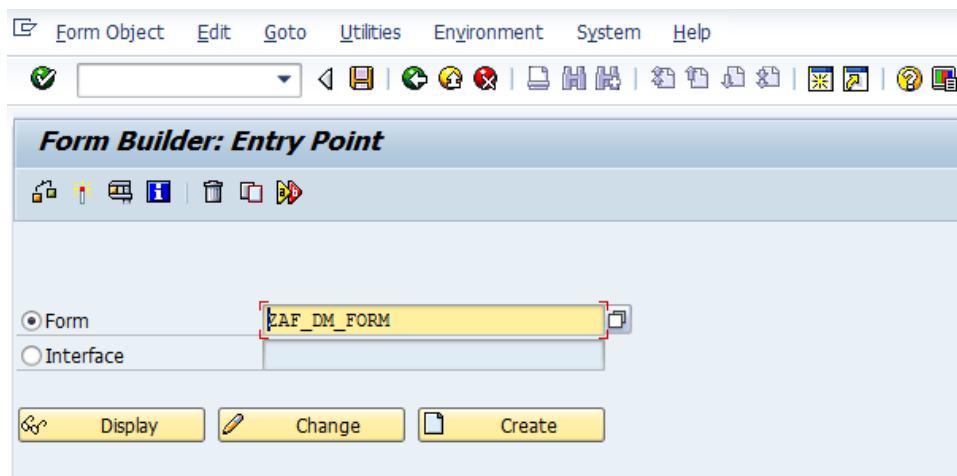 Form Object Edit Goto Utilities Environment System Help
Form Builder: Entry Point
Form ZAF_DM_FORM
Interface
Display Change Create